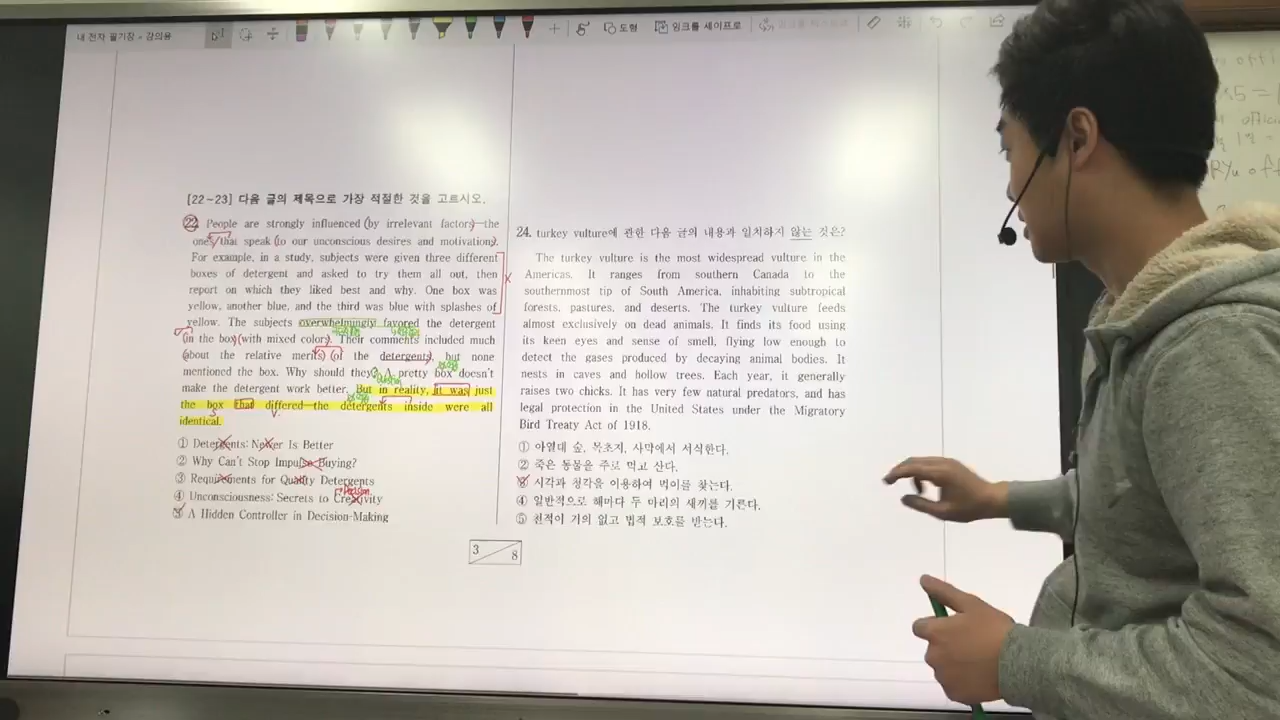 내 전자 필기장 - 강의용
도형
잉크를 셰이프로
[22~23] 다음 글의 제목으로 가장 적절한 것을 고르시오.
22. People are strongly influenced by irrelevant factors—the
ones that speak to our unconscious desires and motivations.
For example, in a study, subjects were given three different
boxes of detergent and asked to try them all out, then
report on which they liked best and why. One box was
yellow, another blue, and the third was blue with splashes of
yellow. The subjects overwhelmingly favored the detergent
in the box with mixed colors. Their comments included much
about the relative merits of the detergents, but none
mentioned the box. Why should they? A pretty box doesn't
make the detergent work better. But in reality, it was just
the box that differed—the detergents inside were all
identical.
① Detergents: Newer Is Better
② Why Can't Stop Impulse Buying?
③ Requirements for Quality Detergents
④ Unconsciousness: Secrets to Creativity
⑤ A Hidden Controller in Decision-Making
3
8
24. turkey vulture에 관한 다음 글의 내용과 일치하지 않는 것은?
The turkey vulture is the most widespread vulture in the
Americas. It ranges from southern Canada to the
southernmost tip of South America, inhabiting subtropical
forests, pastures, and deserts. The turkey vulture feeds
almost exclusively on dead animals. It finds its food using
its keen eyes and sense of smell, flying low enough to
detect the gases produced by decaying animal bodies. It
nests in caves and hollow trees. Each year, it generally
raises two chicks. It has very few natural predators, and has
legal protection in the United States under the Migratory
Bird Treaty Act of 1918.
① 아열대 숲, 목초지, 사막에서 서식한다.
② 죽은 동물을 주로 먹고 산다.
③ 시각과 청각을 이용하여 먹이를 찾는다.
④ 일반적으로 해마다 두 마리의 새끼를 기른다.
⑤ 천적이 거의 없고 법적 보호를 받는다.